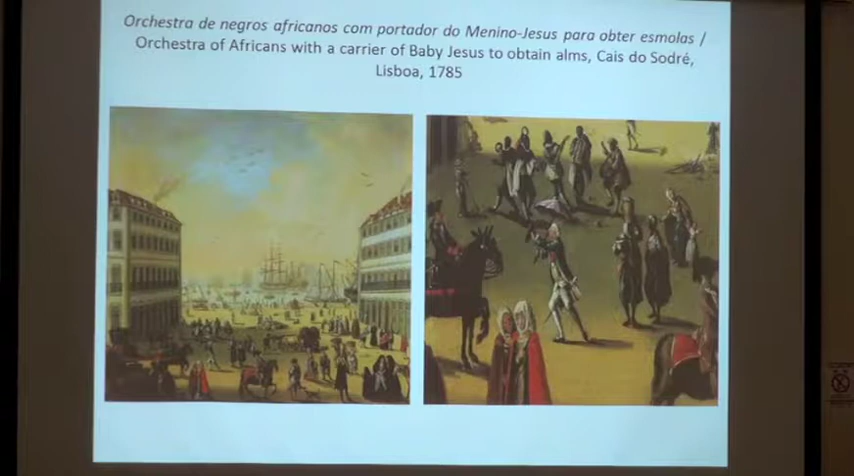 Orchestra de negros africanos com portador do Menino-Jesus para obter esmolas /
Orchestra of Africans with a carrier of Baby Jesus to obtain alms, Cais do Sodré,
Lisboa, 1785